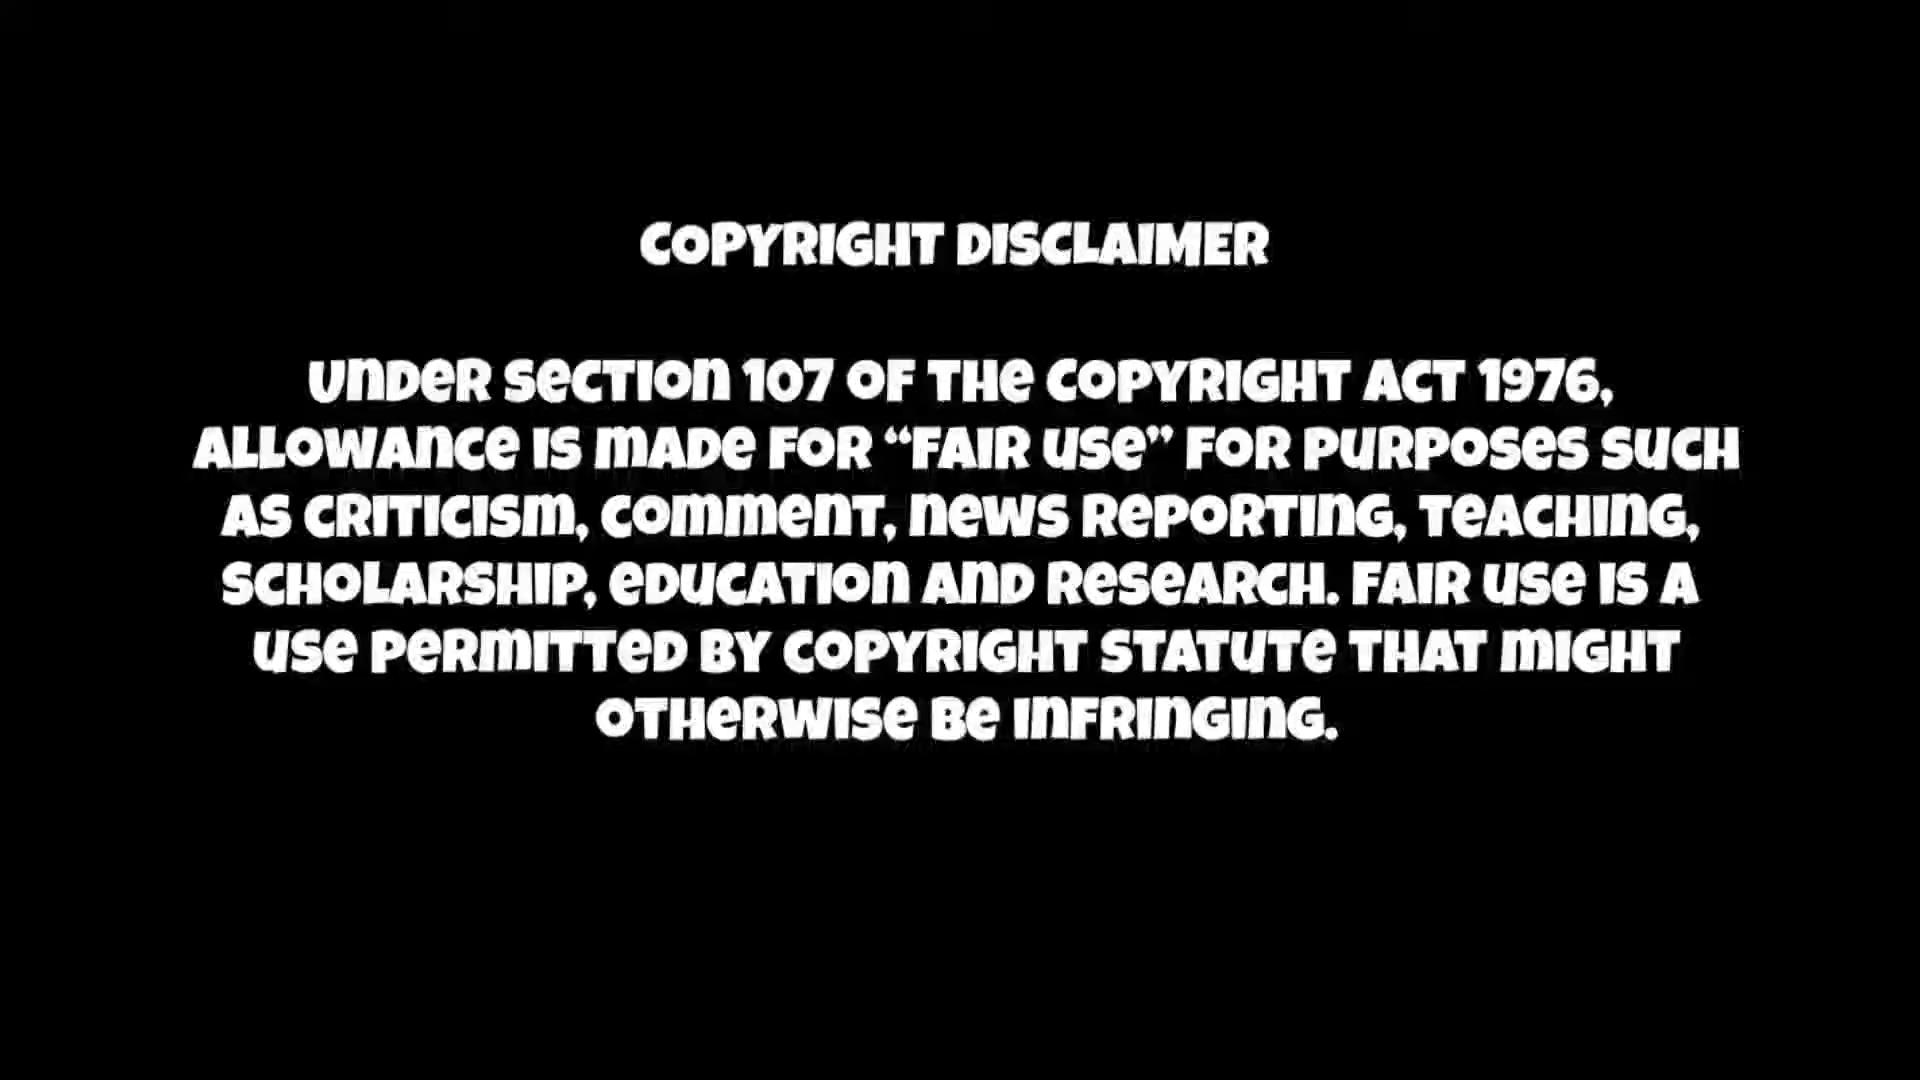 COPYRIGHT DISCLAIMER
UNDER SECTION 107 OF THE COPYRIGHT ACT 1976,
ALLOWANCE IS MADE FOR “FAIR USE” FOR PURPOSES SUCH
AS CRITICISM, COMMENT, NEWS REPORTING, TEACHING,
SCHOLARSHIP, EDUCATION AND RESEARCH. FAIR USE IS A
USE PERMITTED BY COPYRIGHT STATUTE THAT MIGHT
OTHERWISE BE INFRINGING.